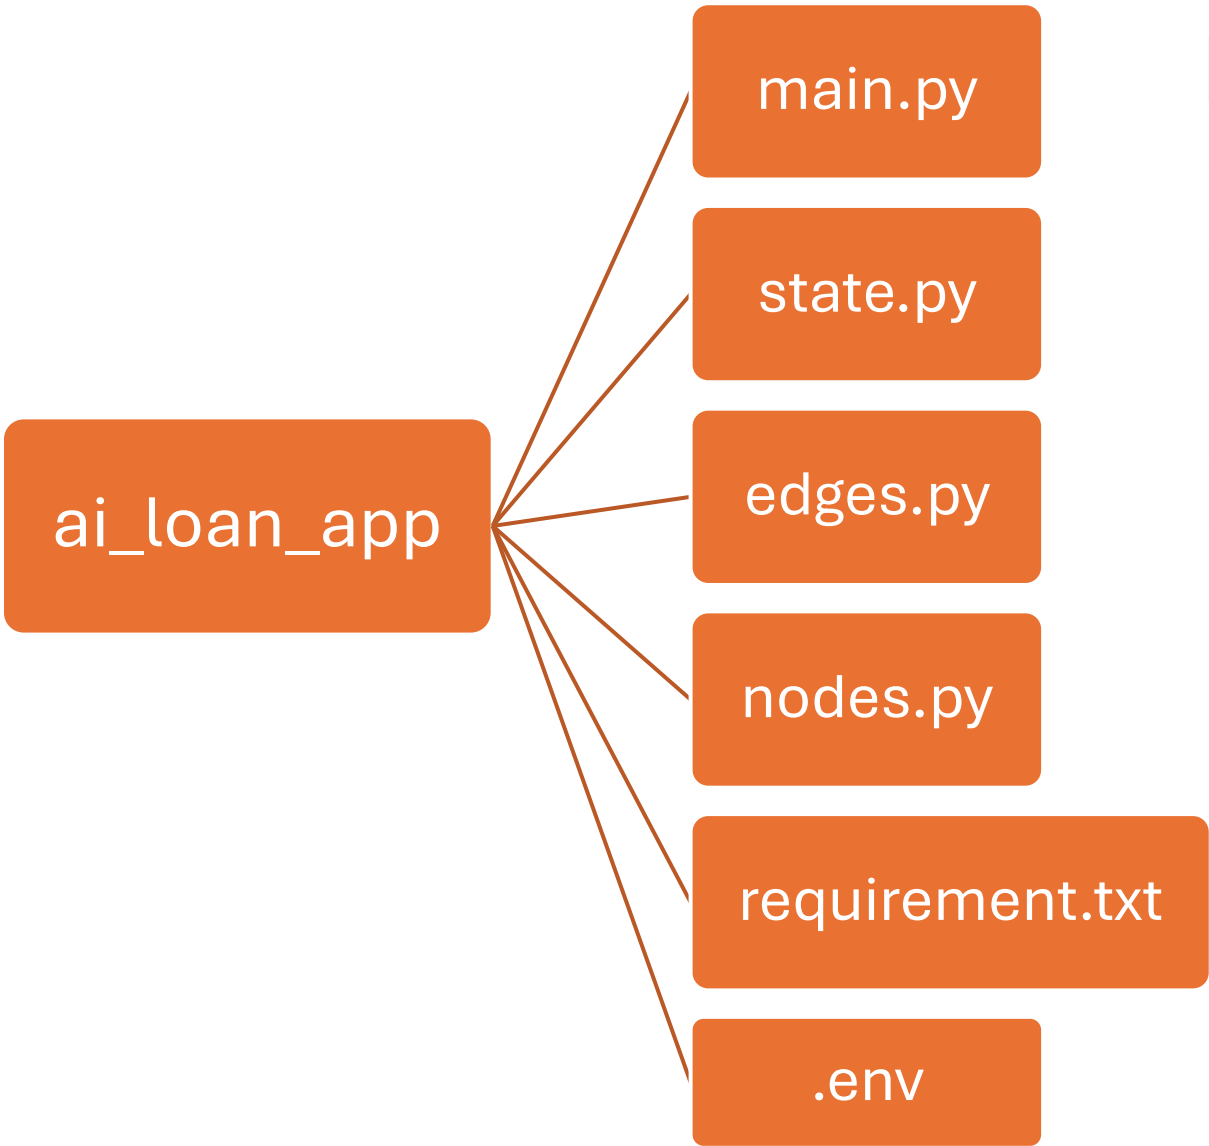 main.py
state.py
edges.py
ai_loan_app
nodes.py
requirement.txt
.env